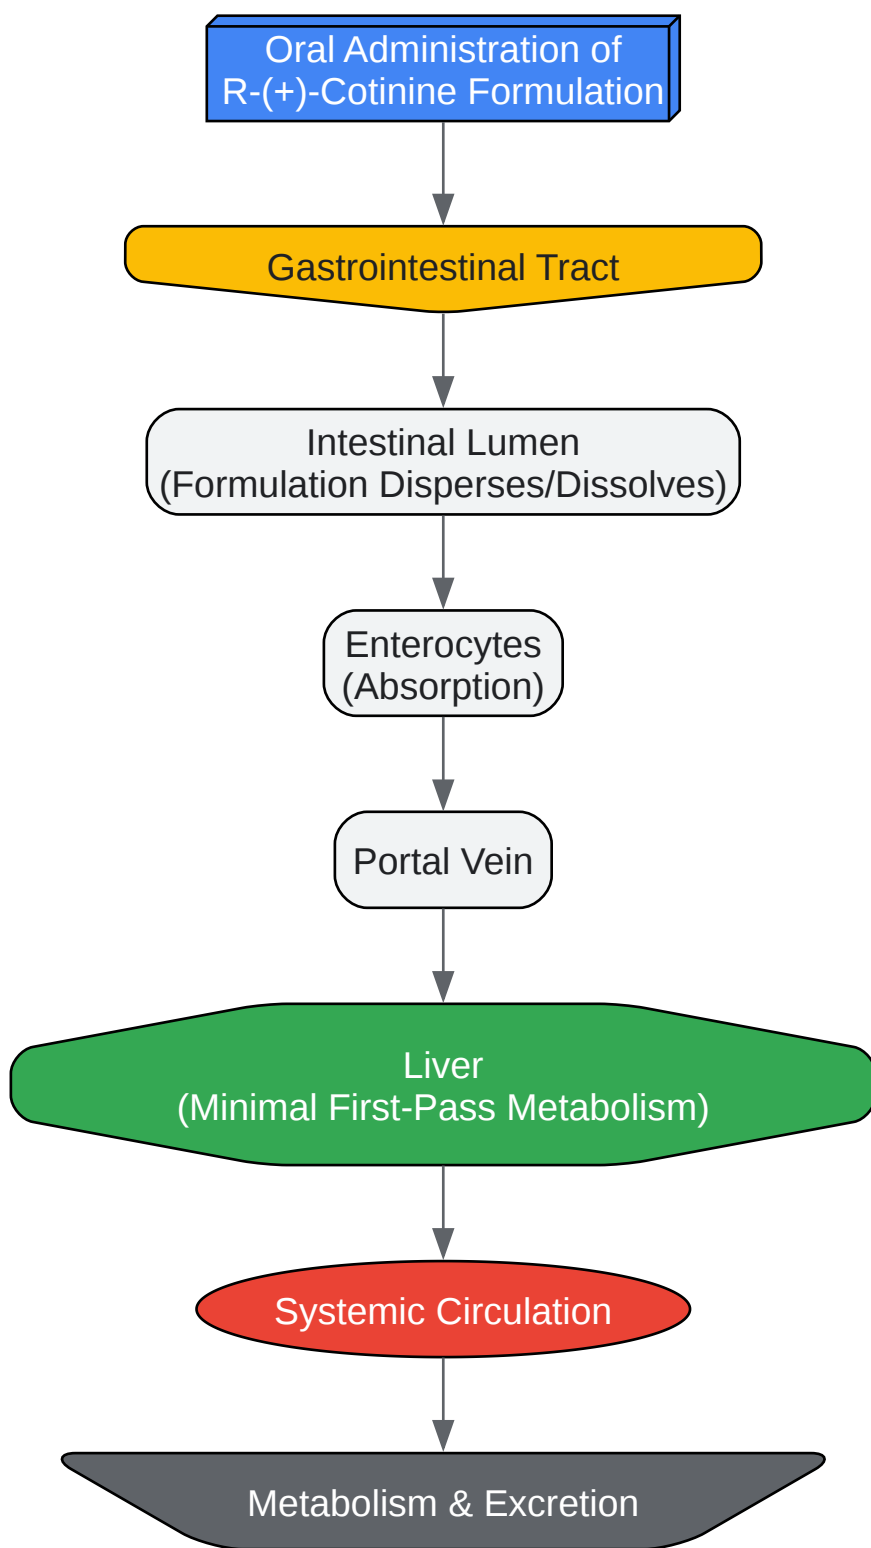 Oral Administration of
R-(+)-Cotinine Formulation
Gastrointestinal Tract
Intestinal Lumen
(Formulation Disperses/Dissolves)
Enterocytes
(Absorption)
Portal Vein
Liver
(Minimal First-Pass Metabolism)
Systemic Circulation
Metabolism & Excretion